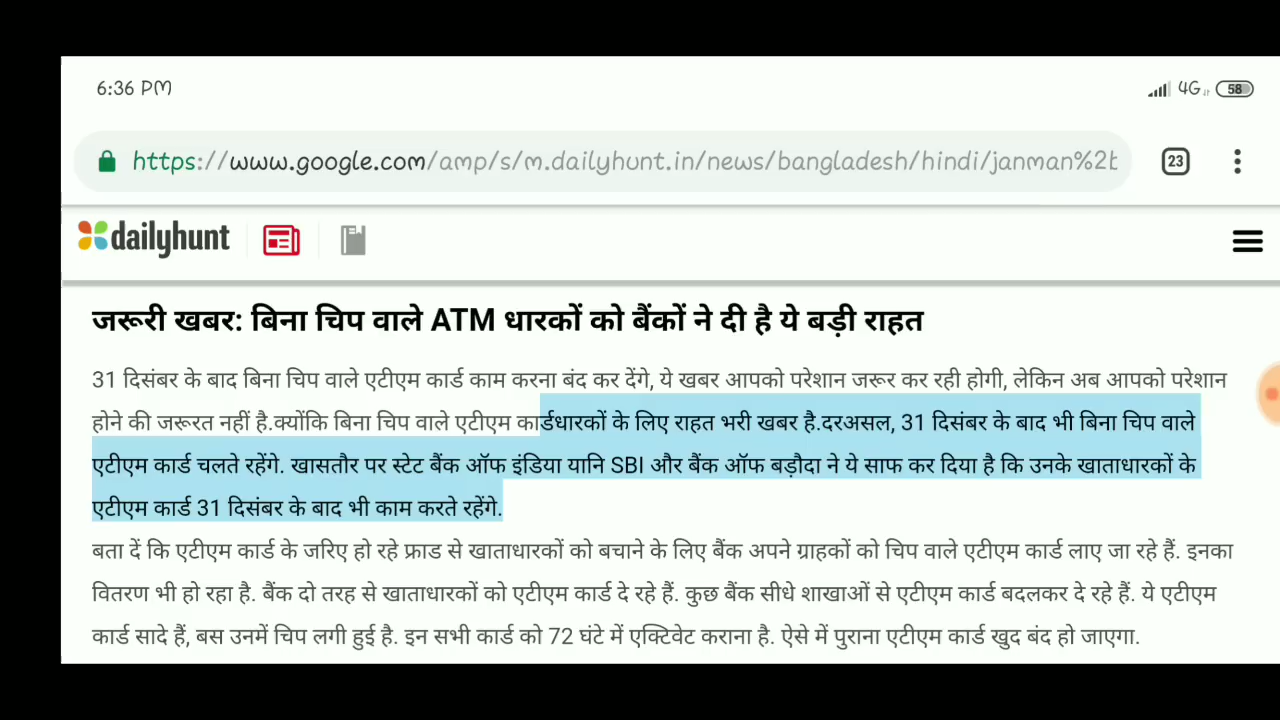 6:36 PM 4G 58
https://www.google.com/amp/s/m.dailyhunt.in/news/bangladesh/hindi/janman%2b 23
dailyhunt
जरूरी खबर: बिना चिप वाले ATM धारकों को बैंकों ने दी है ये बड़ी राहत
31 दिसंबर के बाद बिना चिप वाले एटीएम कार्ड काम करना बंद कर देंगे, ये खबर आपको परेशान जरूर कर रही होगी, लेकिन अब आपको परेशान
होने की जरूरत नहीं है.क्योंकि बिना चिप वाले एटीएम कार्डधारकों के लिए राहत भरी खबर है.दरअसल, 31 दिसंबर के बाद भी बिना चिप वाले
एटीएम कार्ड चलते रहेंगे. खासतौर पर स्टेट बैंक ऑफ इंडिया यानि SBI और बैंक ऑफ बड़ौदा ने ये साफ कर दिया है कि उनके खाताधारकों के
एटीएम कार्ड 31 दिसंबर के बाद भी काम करते रहेंगे.
बता दें कि एटीएम कार्ड के जरिए हो रहे फ्राड से खाताधारकों को बचाने के लिए बैंक अपने ग्राहकों को चिप वाले एटीएम कार्ड लाए जा रहे हैं. इनका
वितरण भी हो रहा है. बैंक दो तरह से खाताधारकों को एटीएम कार्ड दे रहे हैं. कुछ बैंक सीधे शाखाओं से एटीएम कार्ड बदलकर दे रहे हैं. ये एटीएम
कार्ड सादे हैं, बस उनमें चिप लगी हुई है. इन सभी कार्ड को 72 घंटे में एक्टिवेट कराना है. ऐसे में पुराना एटीएम कार्ड खुद बंद हो जाएगा.